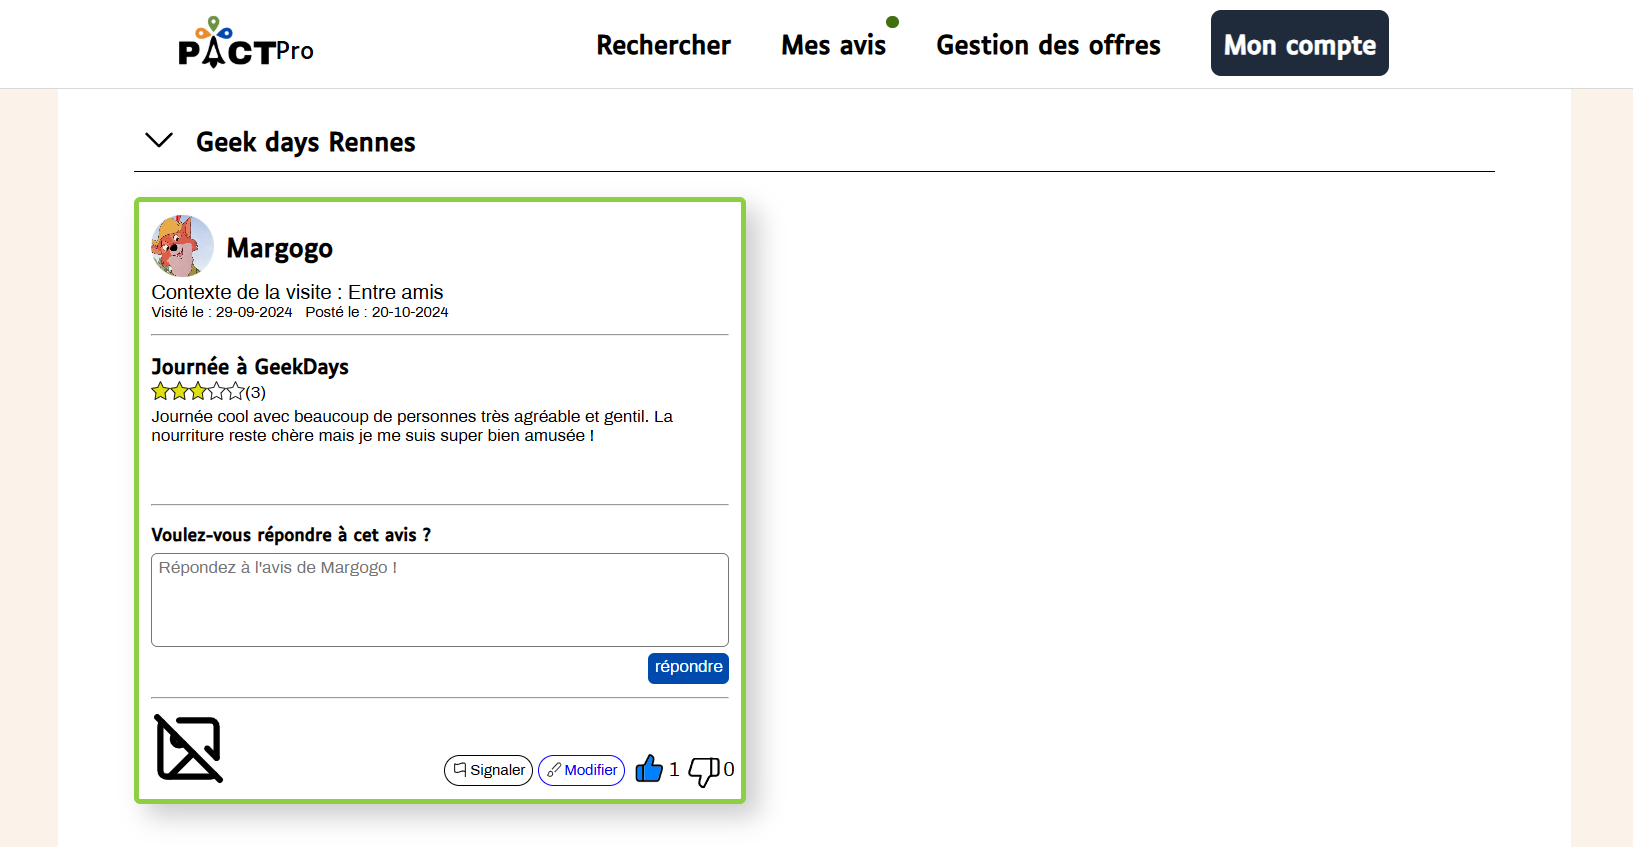 PACTPro
Rechercher
Mes avis
Gestion des offres
Mon compte
Geek days Rennes
Margogo
Contexte de la visite : Entre amis
Visité le : 29-09-2024 Posté le : 20-10-2024
Journée à GeekDays
(3)
Journée cool avec beaucoup de personnes très agréable et gentil. La
nourriture reste chère mais je me suis super bien amusée !
Voulez-vous répondre à cet avis ?
Répondez à l'avis de Margogo !
répondre
Signaler
Modifier
1
0